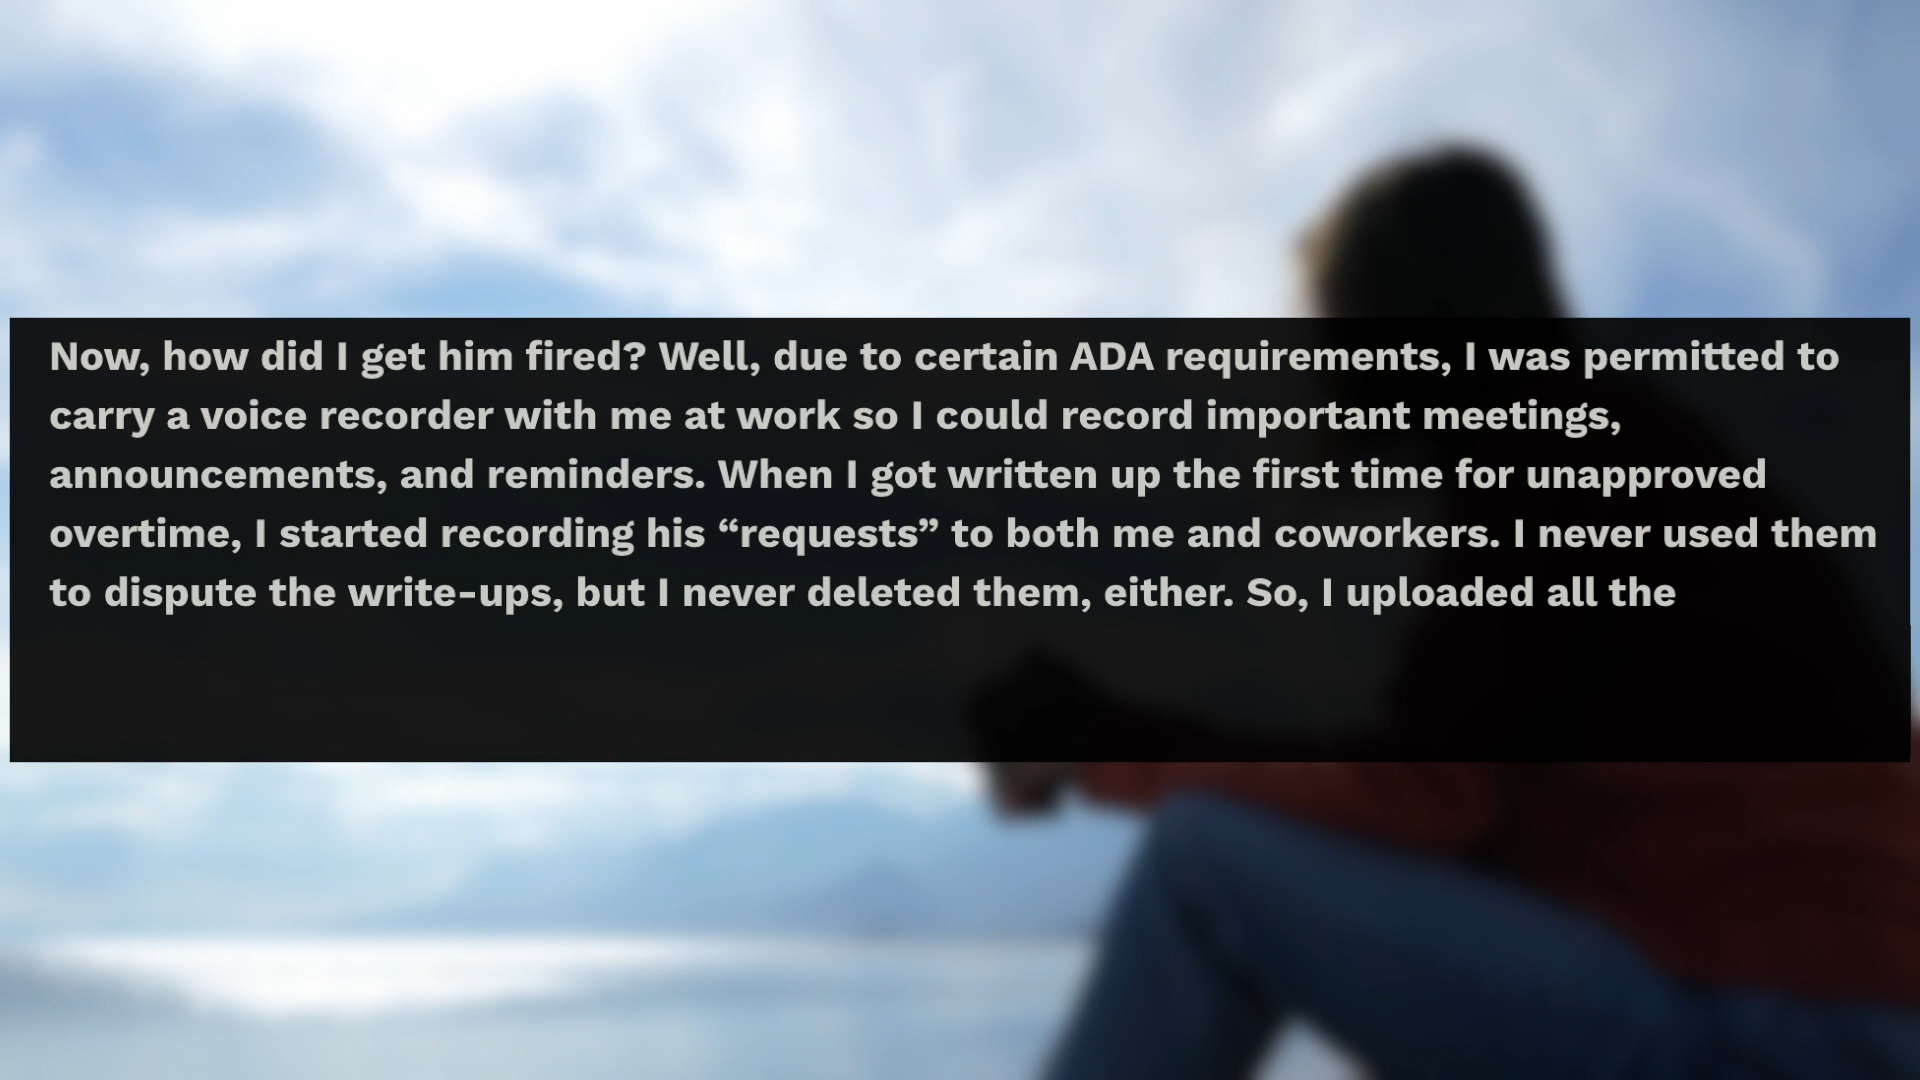 Now, how did I get him fired? Well, due to certain ADA requirements, I was permitted to
carry a voice recorder with me at work so I could record important meetings,
announcements, and reminders. When I got written up the first time for unapproved
overtime, I started recording his “requests” to both me and coworkers. I never used them
to dispute the write-ups, but I never deleted them, either. So, I uploaded all the